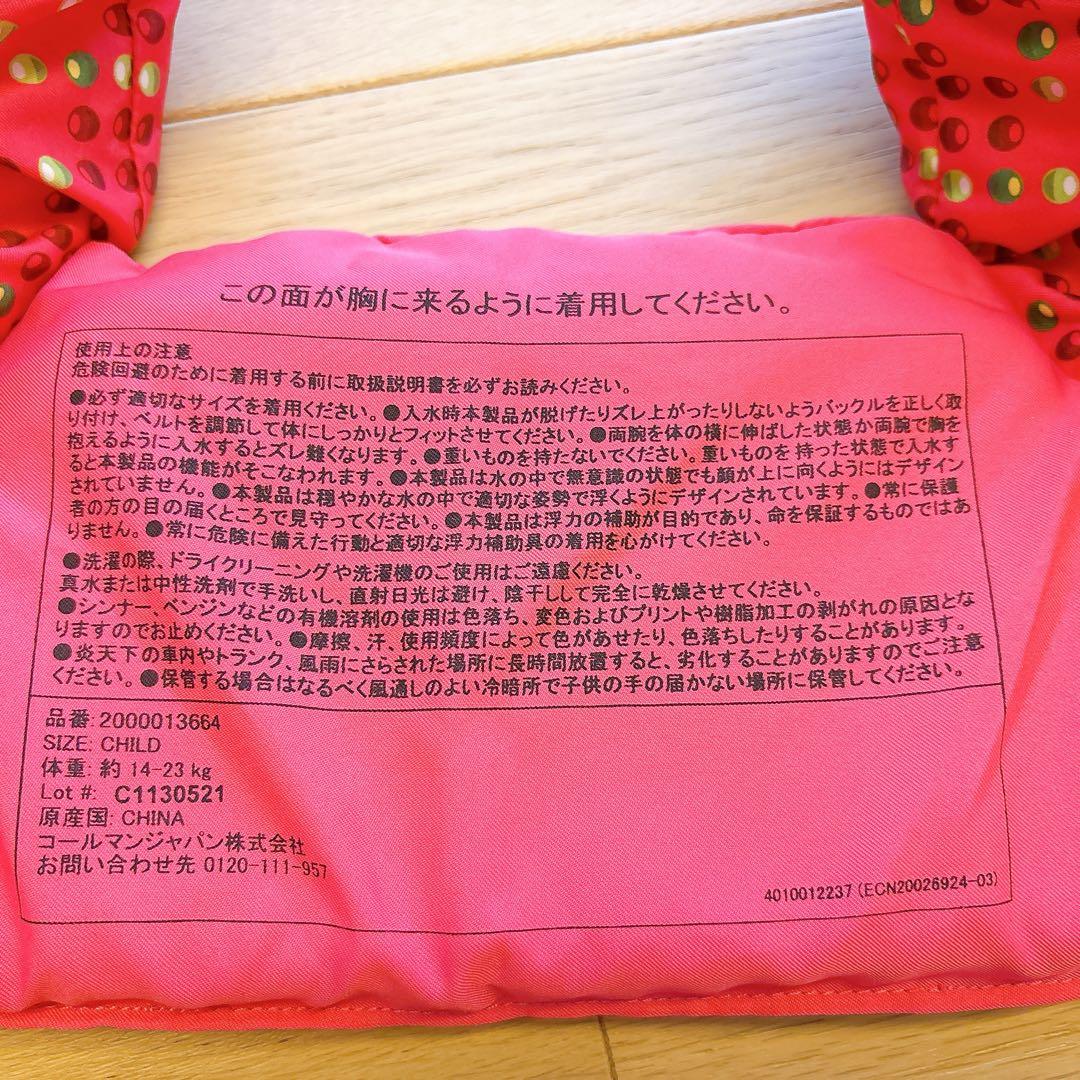 この面が胸に来るように着用してください。
使用上の注意
危険回避のために着用する前に取扱説明書を必ずお読みください。
●必ず適切なサイズを着用ください。●入水時本製品が脱げたりズレ上がったりしないようバックルを正しく取
り付け、ベルトを調節して体にしっかりとフィットさせてください。●両腕を体の横に伸ばした状態か両腕で胸を
抱えるように入水するとズレ難くなります。●重いものを持たないでください。重いものを持った状態で入水す
ると本製品の機能がそこなわれます。●本製品は水の中で無意識の状態でも顔が上に向くようにはデザイン
されていません。●本製品は穏やかな水の中で適切な姿勢で浮くようにデザインされています。●常に保護
者の方の目の届くところで見守ってください。●本製品は浮力の補助が目的であり、命を保証するものではあ
りません。●常に危険に備えた行動と適切な浮力補助具の着用を心がけてください。
●洗濯の際、ドライクリーニングや洗濯機のご使用はご遠慮ください。
真水または中性洗剤で手洗いし、直射日光は避け、陰干しして完全に乾燥させてください。
●シンナー、ベンジンなどの有機溶剤の使用は色落ち、変色およびプリントや樹脂加工の剥がれの原因とな
りますのでお止めください。●摩擦、汗、使用頻度によって色があせたり、色落ちしたりすることがあります。
●炎天下の車内やトランク、風雨にさらされた場所に長時間放置すると、劣化することがありますのでご注意
ください。●保管する場合はなるべく風通しのよい冷暗所で子供の手の届かない場所に保管してください。
品番: 2000013664
SIZE: CHILD
体重: 約 14-23 kg
Lot #: C1130521
原産国: CHINA
コールマンジャパン株式会社
お問い合わせ先 0120-111-957
4010012237 (ECN20026924-03)